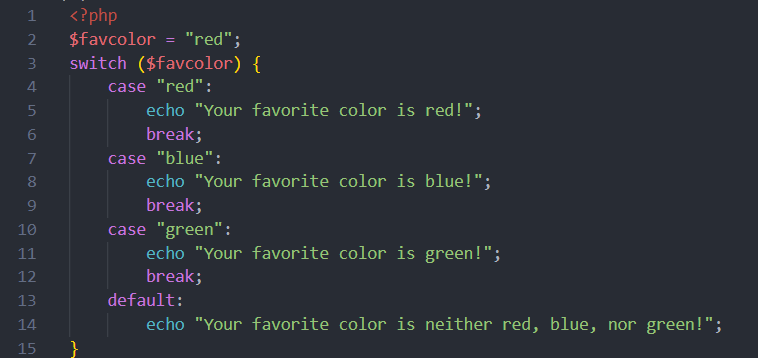 1 <?php
2 $favcolor = "red";
3 switch ($favcolor) {
4     case "red":
5         echo "Your favorite color is red!";
6         break;
7     case "blue":
8         echo "Your favorite color is blue!";
9         break;
10     case "green":
11         echo "Your favorite color is green!";
12         break;
13     default:
14         echo "Your favorite color is neither red, blue, nor green!";
15 }